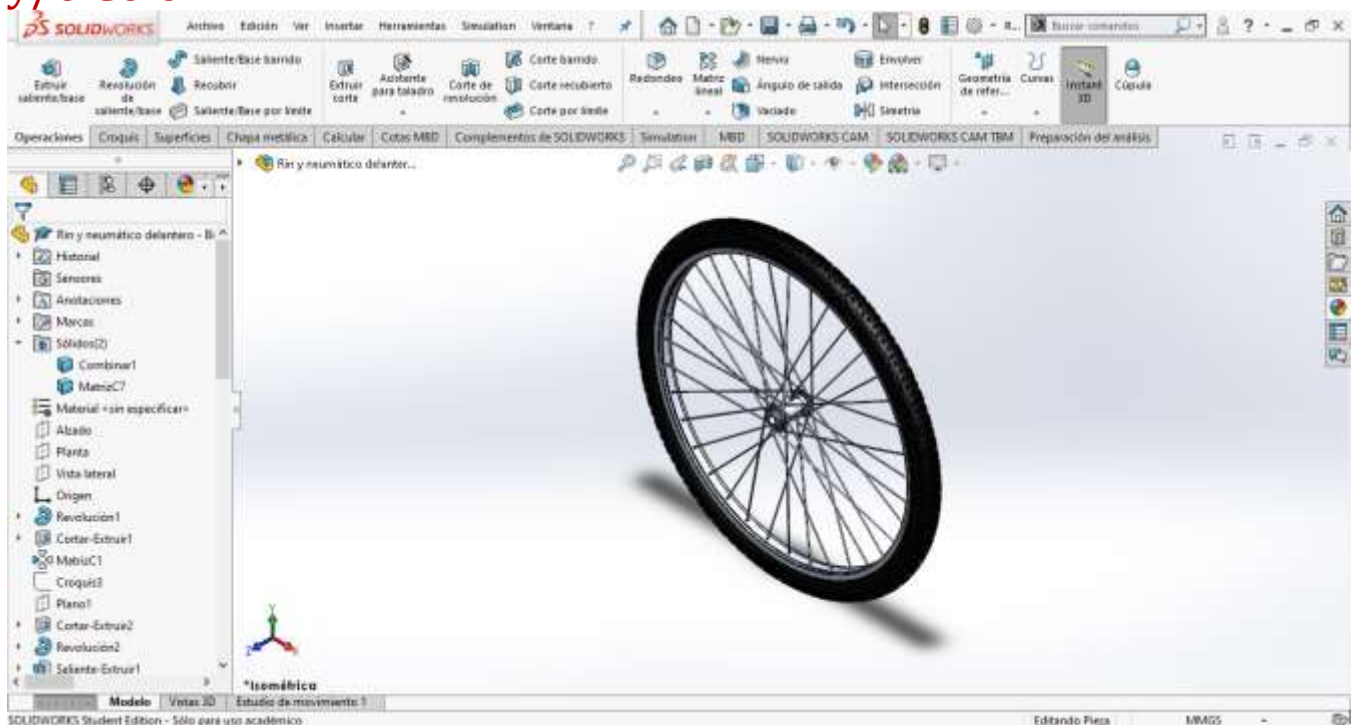 SOLIDWORKS Archivo Edición Ver Insertar Herramientas Simulation Ventana ? Buscar comandos
Extruir saliente/base
Revolución de saliente/base
Saliente/Base barrido
Recubrir
Saliente/Base por límite
Extruir corte
Asistente para taladro
Corte de revolución
Corte barrido
Corte recubierto
Corte por límite
Redondeo
Matriz lineal
Nervio
Ángulo de salida
Vaciado
Envolver
Intersección
Simetría
Geometría de refer...
Curvas
Instant 3D
Cúpula
Operaciones Croquis Superficies Chapa metálica Calcular Cotas MBD Complementos de SOLIDWORKS Simulation MBD SOLIDWORKS CAM SOLIDWORKS CAM TBM Preparación del análisis
Rin y neumático delanter...
Rin y neumático delantero -
Historial
Sensores
Anotaciones
Marcas
Sólidos(2)
Combinar1
MatrizC7
Material <sin especificar>
Alzado
Planta
Vista lateral
Origen
Revolución1
Cortar-Extruir1
MatrizC1
Croquis3
Plano1
Cortar-Extruir2
Revolución2
Saliente-Extruir1
Y
Z
*Isométrica
Modelo Vistas 3D Estudio de movimiento 1
SOLIDWORKS Student Edition - Sólo para uso académico Editando Pieza MMGS